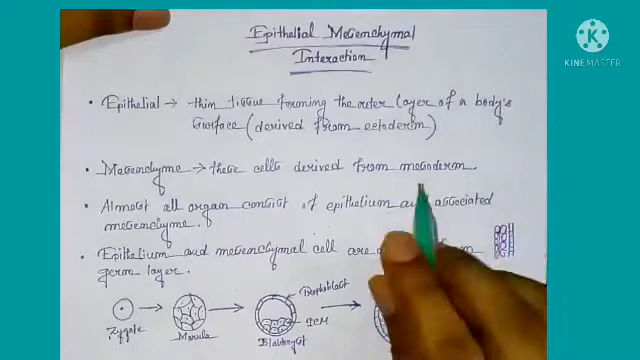 Epithelial Mesenchymal
Interaction
• Epithelial → thin tissue forming the outer layer of a body's
surface (derived from ectoderm)
• Mesenchyme → these cells derived from mesoderm.
• Almost all organ consist of epithelium and associated
mesenchyme.
• Epithelium and mesenchymal cell are
germ layer.
Zygote
Morula
Trophoblast
ICM
Blastocyst
KINEMASTER